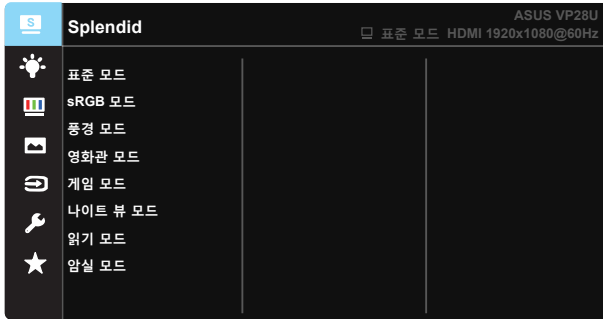 S
Splendid
ASUS VP28U
표준 모드 HDMI 1920x1080@60Hz
표준 모드
sRGB 모드
풍경 모드
영화관 모드
게임 모드
나이트 뷰 모드
읽기 모드
암실 모드